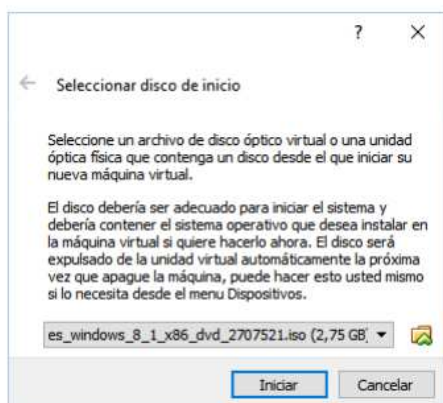 ?
Seleccionar disco de inicio
Seleccione un archivo de disco óptico virtual o una unidad
óptica física que contenga un disco desde el que iniciar su
nueva máquina virtual.
El disco debería ser adecuado para iniciar el sistema y
debería contener el sistema operativo que desea instalar en
la máquina virtual si quiere hacerlo ahora. El disco será
expulsado de la unidad virtual automáticamente la próxima
vez que apague la máquina, puede hacer esto usted mismo
si lo necesita desde el menu Dispositivos.
es_windows_8_1_x86_dvd_2707521.iso (2,75 GB)
Iniciar Cancelar